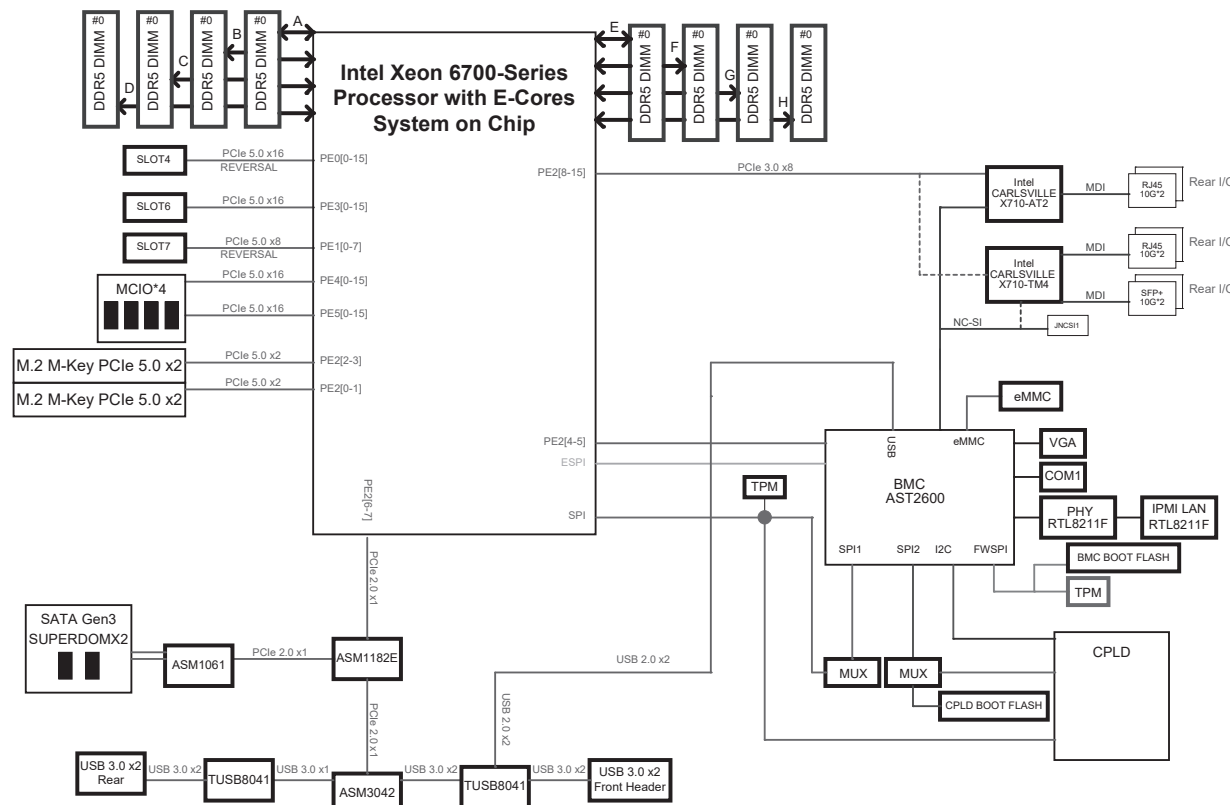 #0
DDR5 DIMM
#0
DDR5 DIMM
#0
DDR5 DIMM
#0
DDR5 DIMM
A
B
C
D
Intel Xeon 6700-Series
Processor with E-Cores
System on Chip
E
F
G
H
#0
DDR5 DIMM
#0
DDR5 DIMM
#0
DDR5 DIMM
#0
DDR5 DIMM
SLOT4
PCIe 5.0 x16
REVERSAL
PE0[0-15]
SLOT6
PCIe 5.0 x16
PE3[0-15]
SLOT7
PCIe 5.0 x8
REVERSAL
PE1[0-7]
MCIO*4
PCIe 5.0 x16
PE4[0-15]
PCIe 5.0 x16
PE5[0-15]
M.2 M-Key PCIe 5.0 x2
PCIe 5.0 x2
PE2[2-3]
M.2 M-Key PCIe 5.0 x2
PCIe 5.0 x2
PE2[0-1]
PE2[8-15]
PCIe 3.0 x8
Intel
CARLSVILLE
X710-AT2
MDI
RJ45
10G*2
Rear I/O
Intel
CARLSVILLE
X710-TM4
MDI
RJ45
10G*2
Rear I/O
MDI
SFP+
10G*2
Rear I/O
NC-SI
JNCSI1
eMMC
PE2[4-5]
ESPI
SPI
PE2[6-7]
TPM
USB
eMMC
BMC
AST2600
SPI1
SPI2
I2C
FWSPI
VGA
COM1
PHY
RTL8211F
IPMI LAN
RTL8211F
BMC BOOT FLASH
TPM
PCIe 2.0 x1
SATA Gen3
SUPERDOMX2
ASM1061
PCIe 2.0 x1
ASM1182E
USB 2.0 x2
MUX
MUX
CPLD BOOT FLASH
CPLD
PCIe 2.0 x1
USB 2.0 x2
USB 3.0 x2
Rear
USB 3.0 x2
TUSB8041
USB 3.0 x1
ASM3042
USB 3.0 x2
TUSB8041
USB 3.0 x2
USB 3.0 x2
Front Header